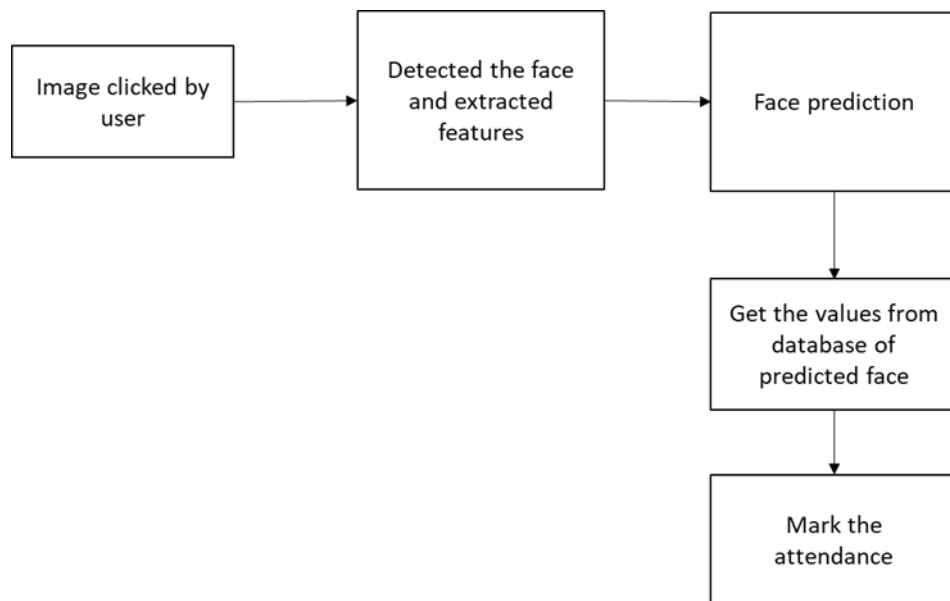 Image clicked by
user
Detected the face
and extracted
features
Face prediction
Get the values from
database of
predicted face
Mark the
attendance